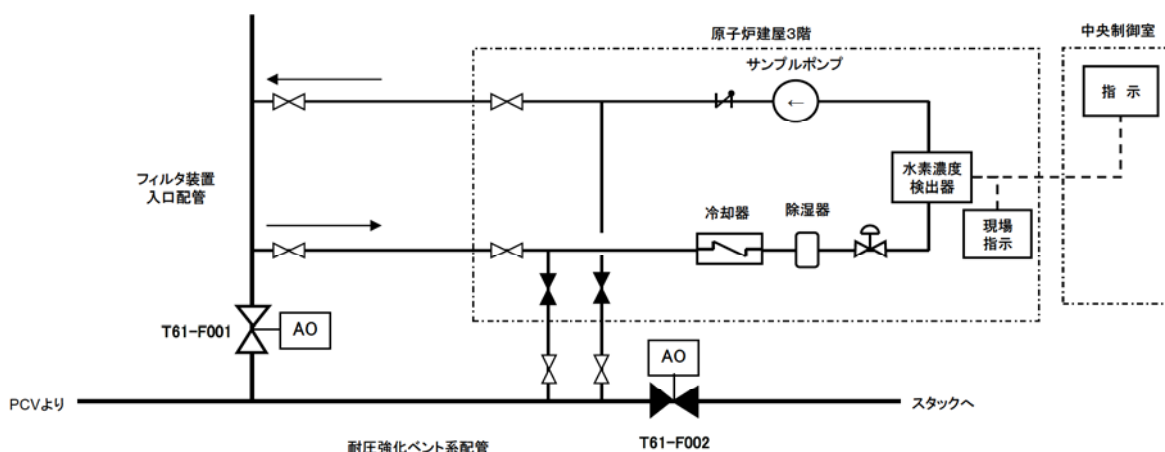 原子炉建屋3階
中央制御室
サンプルポンプ
指 示
←
フィルタ装置
入口配管
水素濃度
検出器
冷却器
除湿器
現場
指示
T61-F001
AO
AO
PCVより
スタックへ
耐圧強化ベント系配管
T61-F002